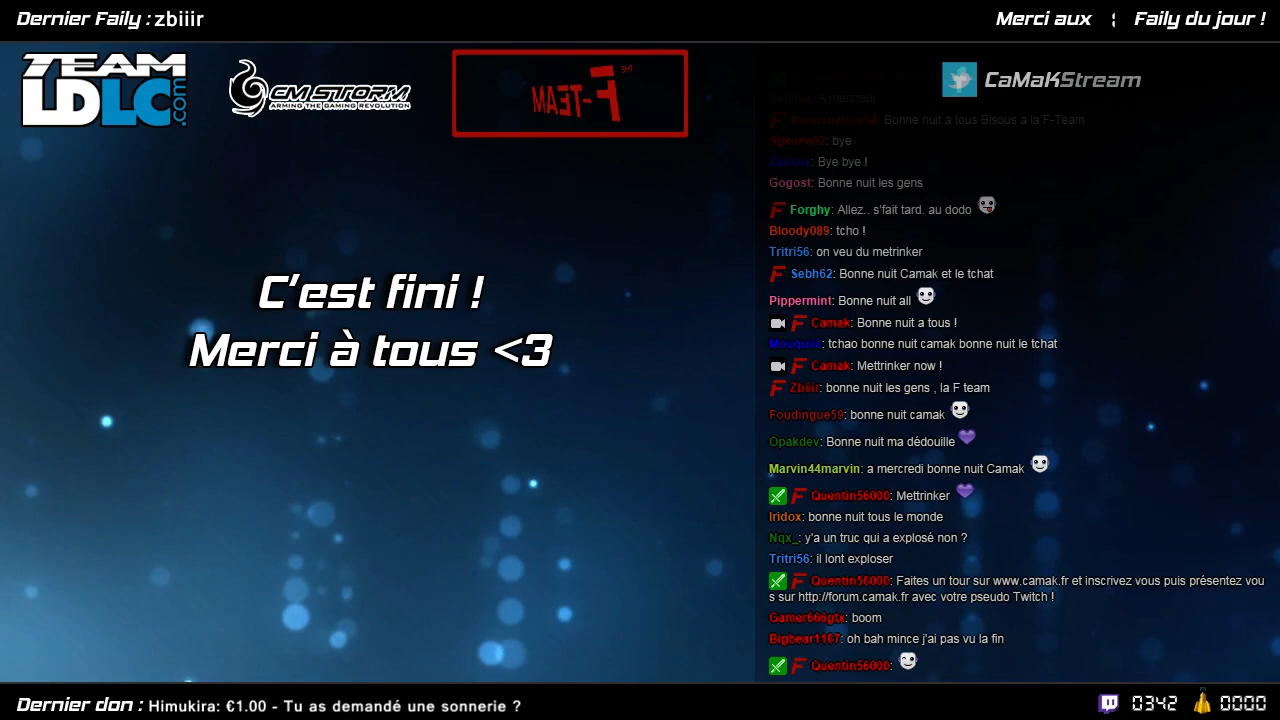 Dernier Faily : zbiiir
Merci aux ¦ Faily du jour !
TEAM
LDLC.com
CM STORM
ARMING THE GAMING REVOLUTION
THE
F-TEAM
CaMaKStream
A mercredi
Bonne nuit a tous Bisous a la F-Team
bye
Bye bye !
Gogost: Bonne nuit les gens
Forghy: Allez.. s'fait tard. au dodo
Bloody089: tcho !
Tritri56: on veu du metrinker
Sebh62: Bonne nuit Camak et le tchat
Pippermint: Bonne nuit all
Camak: Bonne nuit a tous !
tchao bonne nuit camak bonne nuit le tchat
Camak: Mettrinker now !
Zbiiir: bonne nuit les gens , la F team
Foudingue59: bonne nuit camak
Opakdev: Bonne nuit ma dédouille
Marvin44marvin: a mercredi bonne nuit Camak
Quentin56000: Mettrinker
Iridox: bonne nuit tous le monde
Nqx_: y'a un truc qui a explosé non ?
Tritri56: il lont exploser
Quentin56000: Faites un tour sur www.camak.fr et inscrivez vous puis présentez vou
s sur http://forum.camak.fr avec votre pseudo Twitch !
Gamer666gtx: boom
Bigbear1167: oh bah mince j'ai pas vu la fin
Quentin56000:
C'est fini !
Merci à tous <3
Dernier don : Himukira: €1.00 - Tu as demandé une sonnerie ?
0342 0000